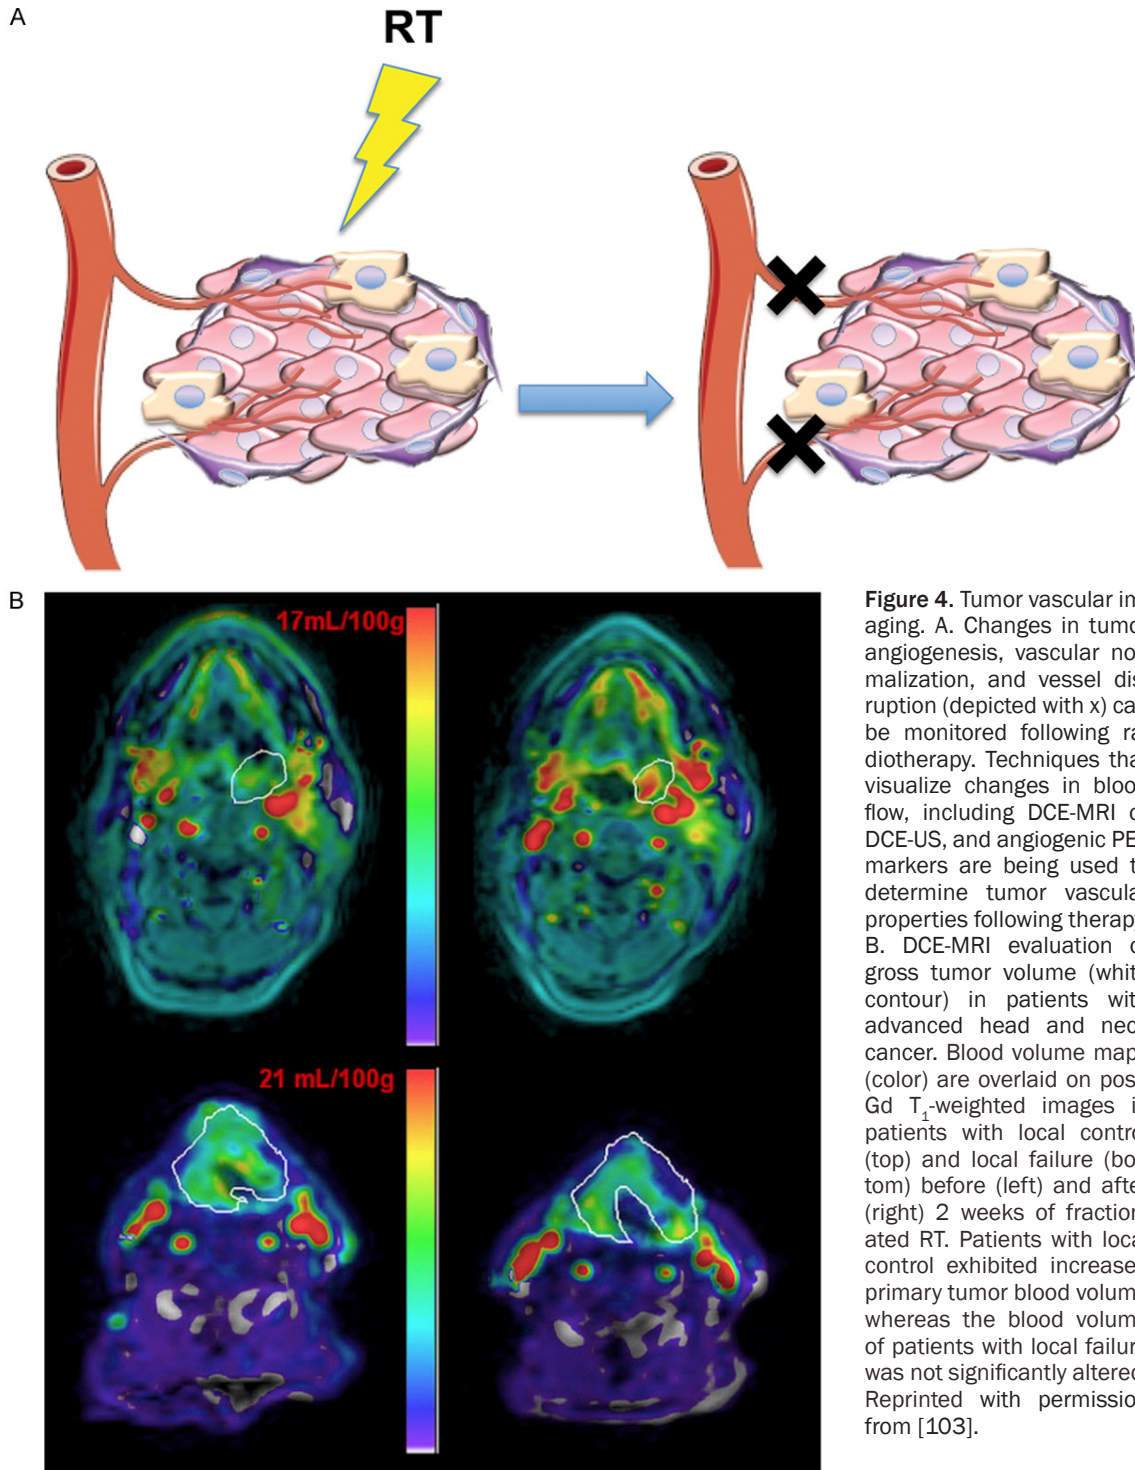 A
RT
B
17mL/100g
21 mL/100g
Figure 4. Tumor vascular im
aging. A. Changes in tumo
angiogenesis, vascular no
malization, and vessel dis
ruption (depicted with x) ca
be monitored following ra
diotherapy. Techniques tha
visualize changes in bloo
flow, including DCE-MRI o
DCE-US, and angiogenic PE
markers are being used t
determine tumor vascula
properties following therapy
B. DCE-MRI evaluation o
gross tumor volume (whit
contour) in patients wit
advanced head and nec
cancer. Blood volume map
(color) are overlaid on pos
Gd T1-weighted images i
patients with local contro
(top) and local failure (bo
tom) before (left) and afte
(right) 2 weeks of fraction
ated RT. Patients with loca
control exhibited increase
primary tumor blood volum
whereas the blood volum
of patients with local failur
was not significantly altered
Reprinted with permissio
from [103].